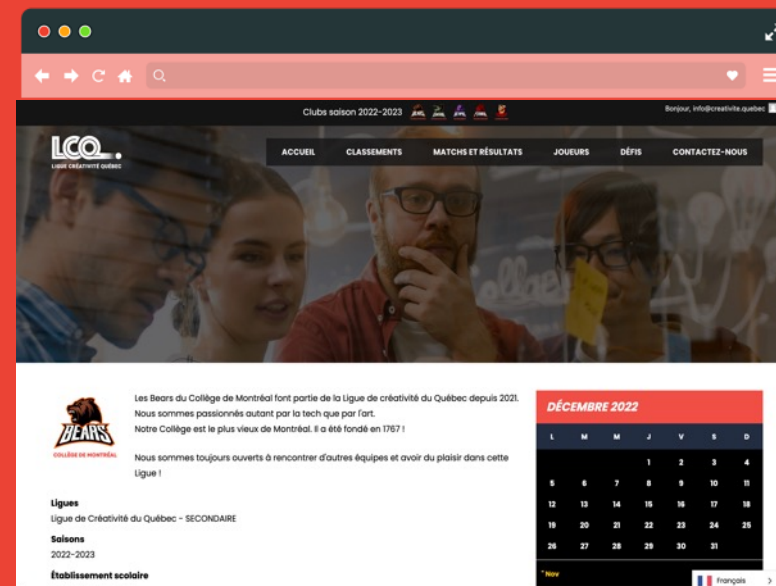 Clubs saison 2022-2023
Bonjour, info@creativite.quebec
LCQ
LIGUE CRÉATIVITÉ QUÉBEC
ACCUEIL CLASSEMENTS MATCHS ET RÉSULTATS JOUEURS DÉFIS CONTACTEZ-NOUS
BEARS
COLLÈGE DE MONTRÉAL
Les Bears du Collège de Montréal font partie de la Ligue de créativité du Québec depuis 2021.
Nous sommes passionnés autant par la tech que par l'art.
Notre Collège est le plus vieux de Montréal. Il a été fondé en 1767 !
Nous sommes toujours ouverts à rencontrer d'autres équipes et avoir du plaisir dans cette
Ligue !
Ligues
Ligue de Créativité du Québec - SECONDAIRE
Saisons
2022-2023
Établissement scolaire
DÉCEMBRE 2022
L M M J V S D
1 2 3 4
5 6 7 8 9 10 11
12 13 14 15 16 17 18
19 20 21 22 23 24 25
26 27 28 29 30 31
" Nov
Français